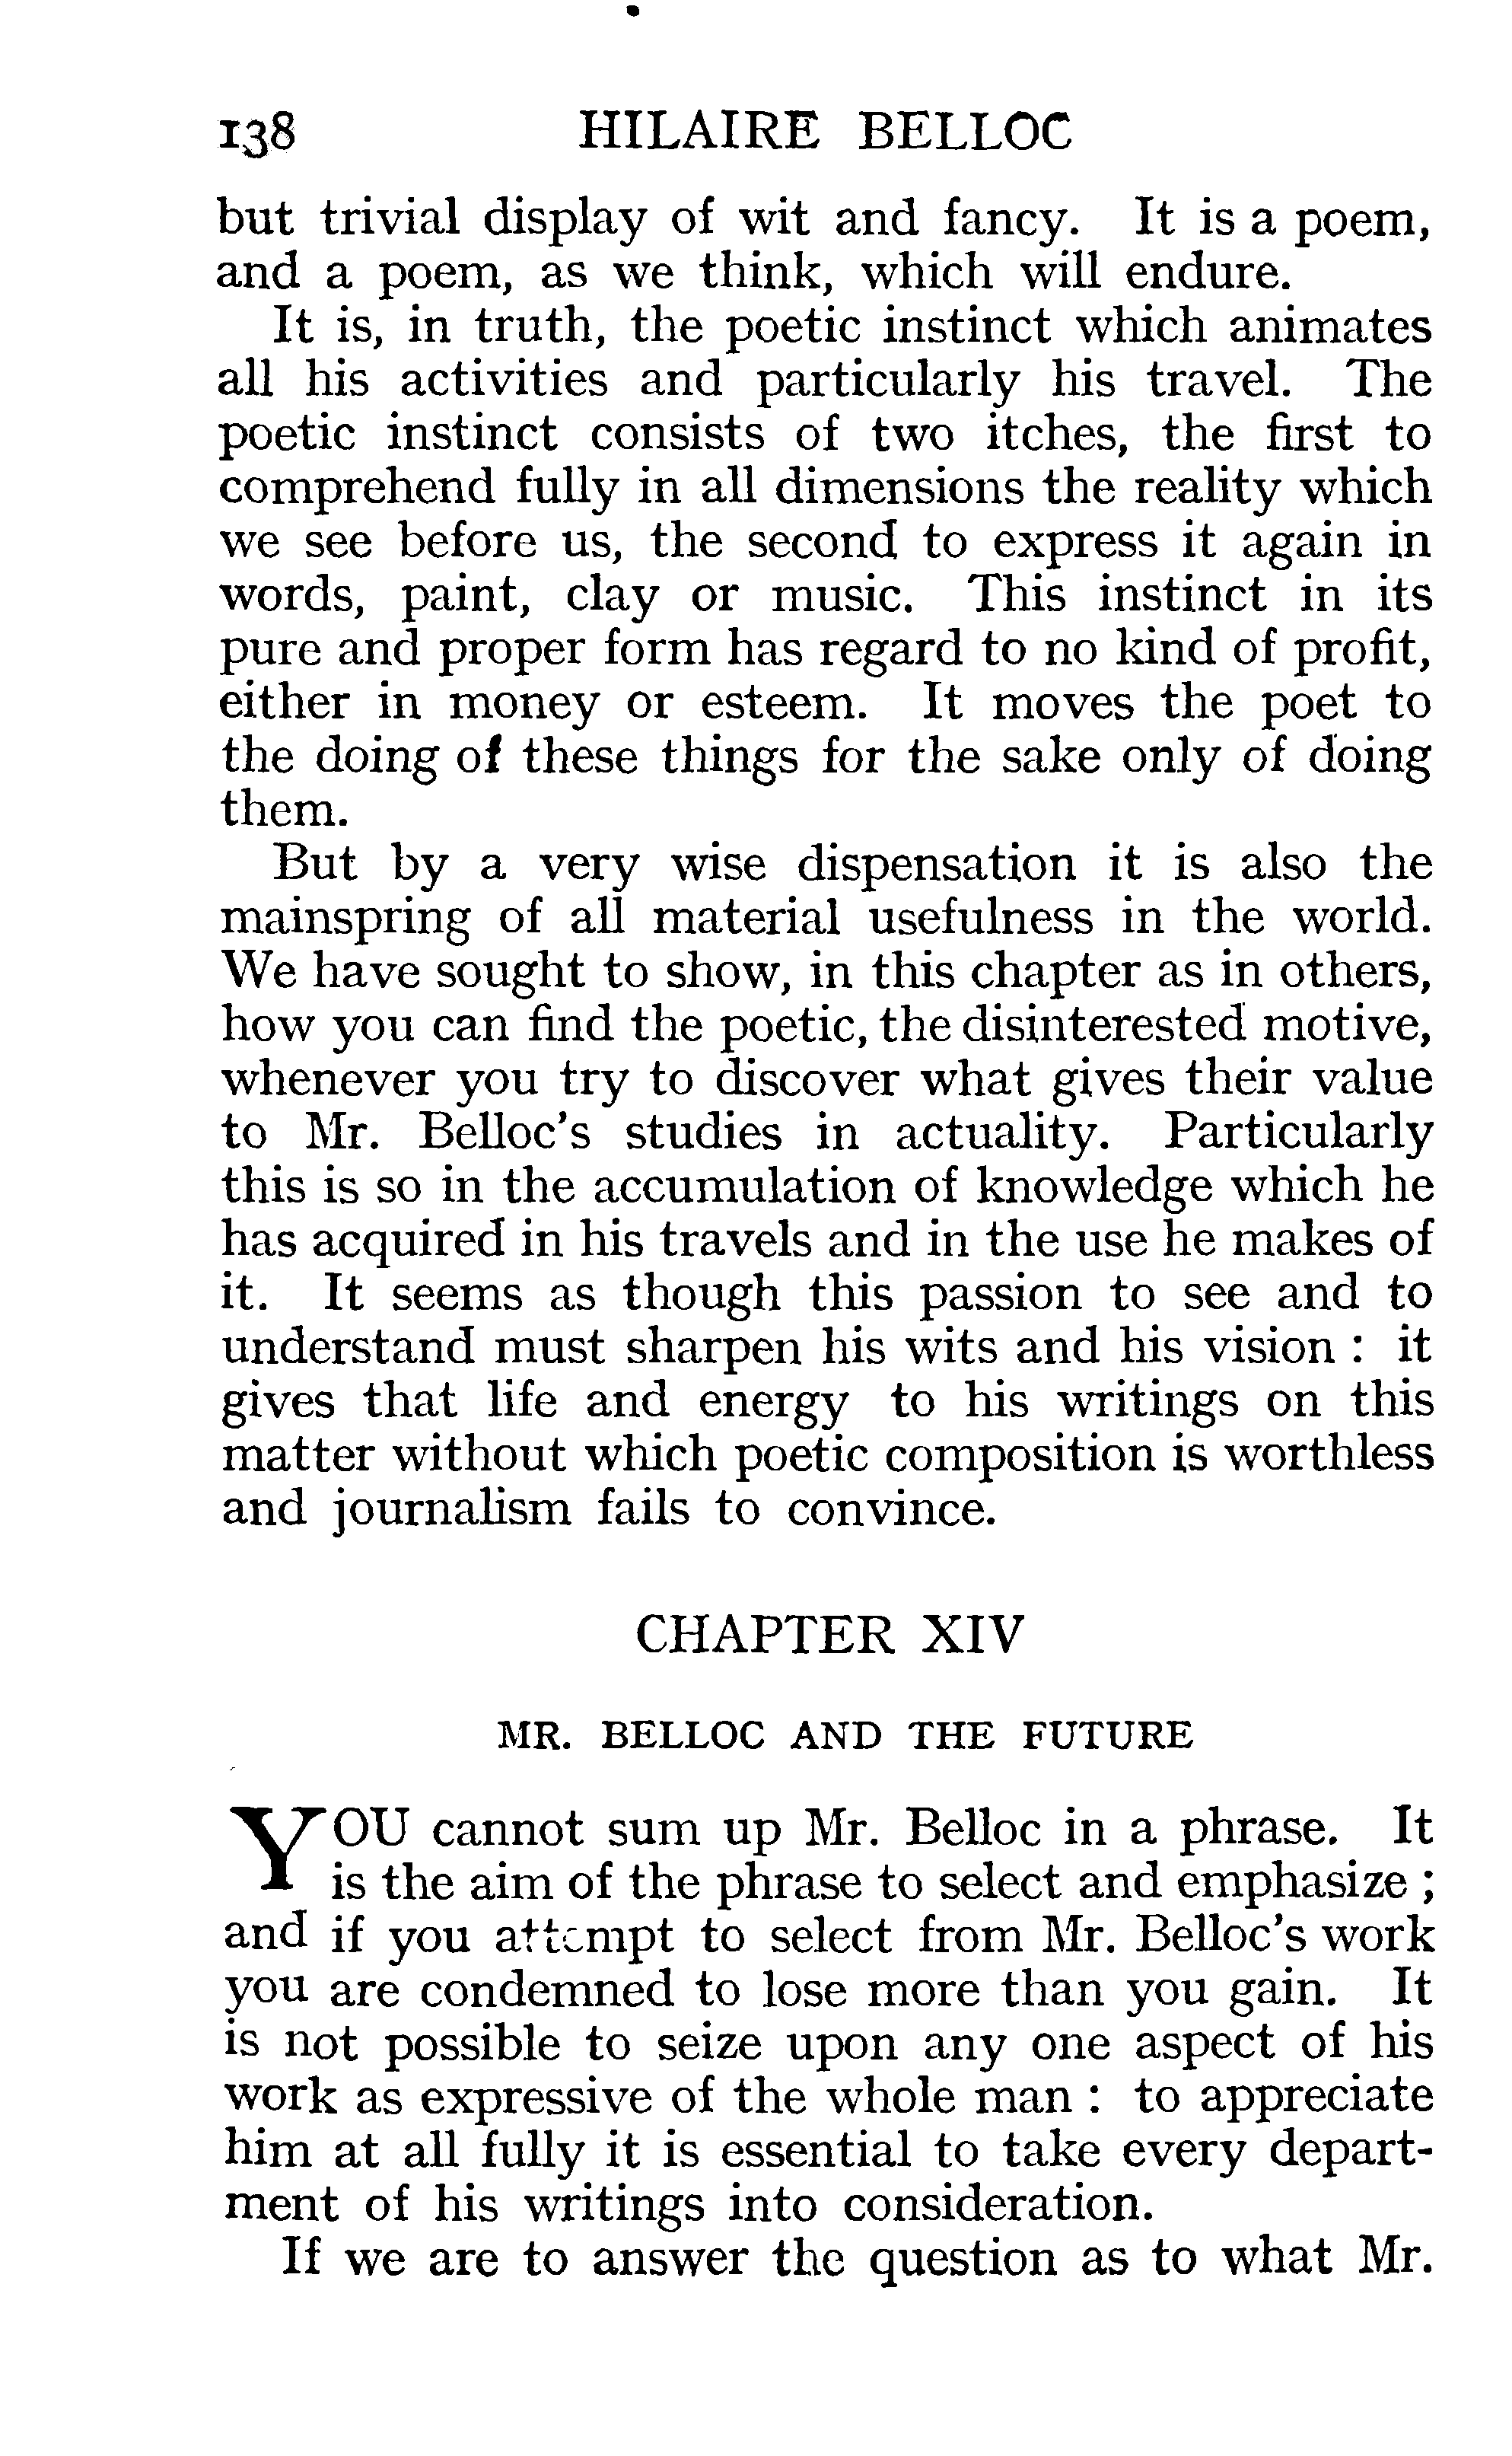 138 HILAIRE BELLOC
but trivial display of wit and fancy. It is a poem,
and a poem, as we think, which will endure.
It is, in truth, the poetic instinct which animates
all his activities and particularly his travel. The
poetic instinct consists of two itches, the first to
comprehend fully in all dimensions the reality which
we see before us, the second to express it again in
words, paint, clay or music. This instinct in its
pure and proper form has regard to no kind of profit,
either in money or esteem. It moves the poet to
the doing of these things for the sake only of doing
them.
But by a very wise dispensation it is also the
mainspring of all material usefulness in the world.
We have sought to show, in this chapter as in others,
how you can find the poetic, the disinterested motive,
whenever you try to discover what gives their value
to Mr. Belloc's studies in actuality. Particularly
this is so in the accumulation of knowledge which he
has acquired in his travels and in the use he makes of
it. It seems as though this passion to see and to
understand must sharpen his wits and his vision : it
gives that life and energy to his writings on this
matter without which poetic composition is worthless
and journalism fails to convince.
CHAPTER XIV
MR. BELLOC AND THE FUTURE
YOU cannot sum up Mr. Belloc in a phrase. It
is the aim of the phrase to select and emphasize ;
and if you attempt to select from Mr. Belloc's work
you are condemned to lose more than you gain. It
is not possible to seize upon any one aspect of his
work as expressive of the whole man : to appreciate
him at all fully it is essential to take every depart-
ment of his writings into consideration.
If we are to answer the question as to what Mr.